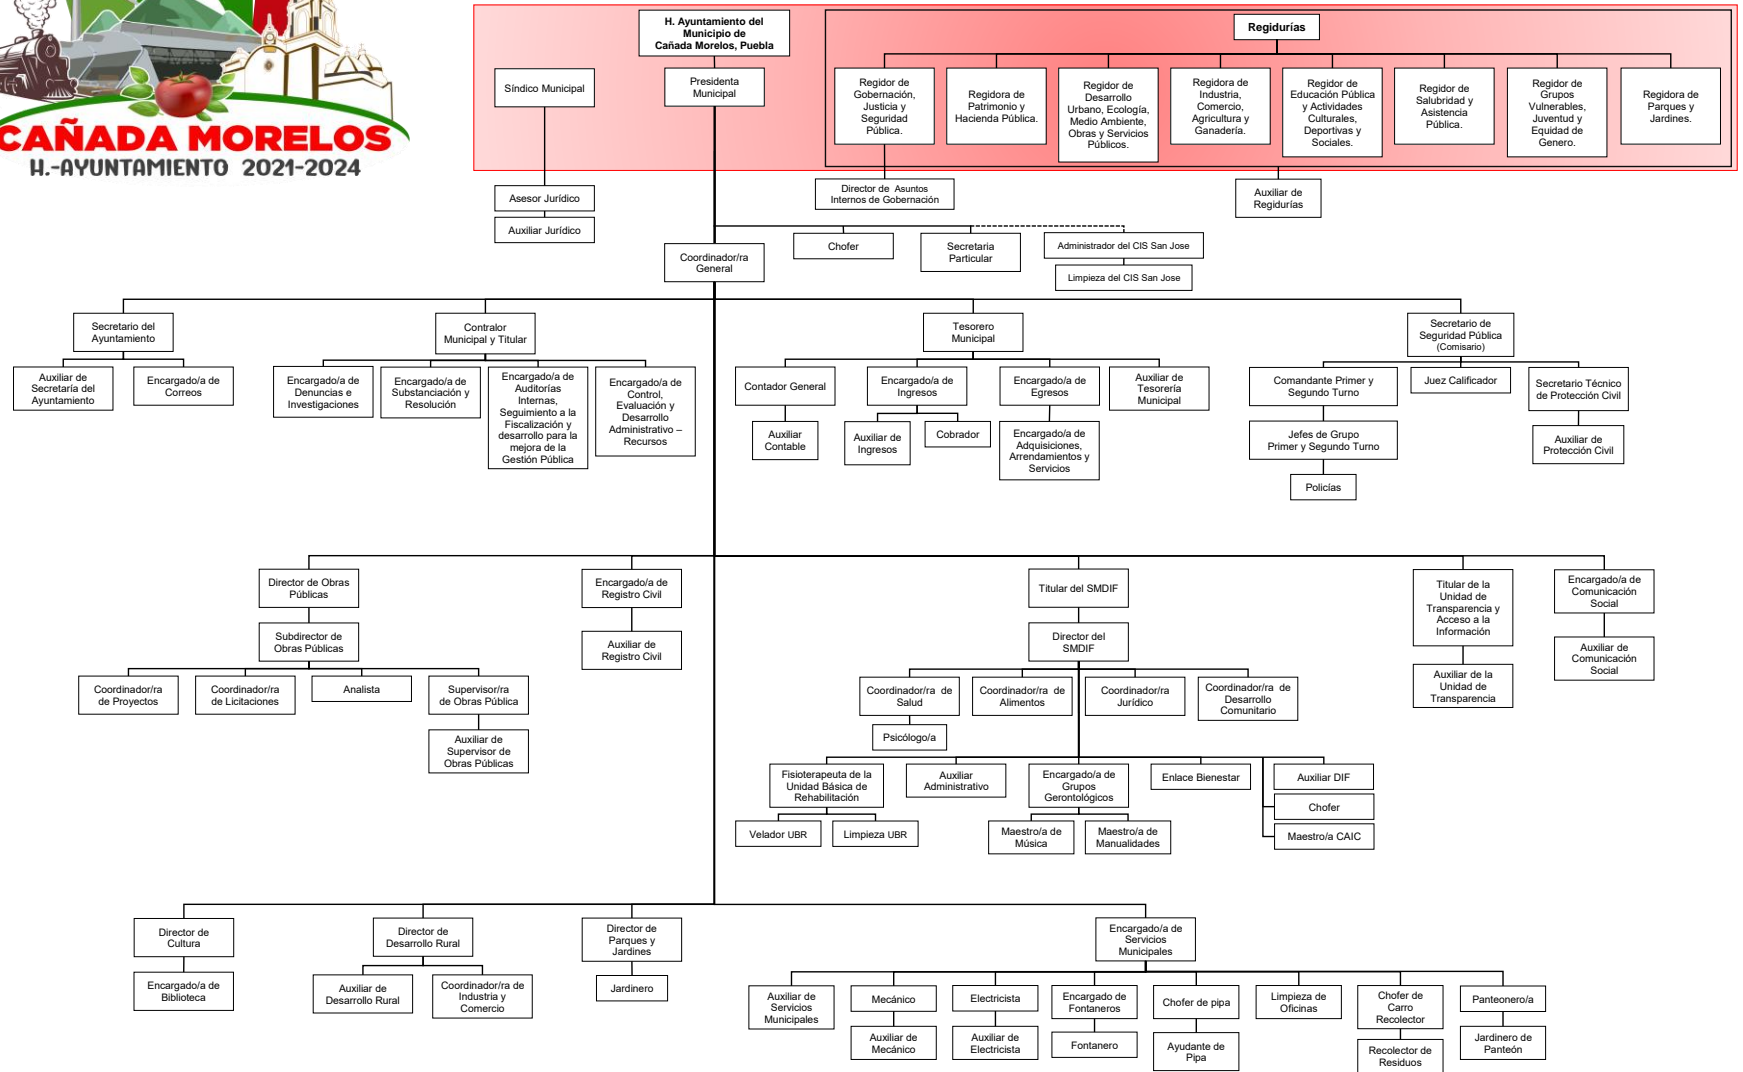 CAÑADA MORELOS
H.-AYUNTAMIENTO 2021-2024
H. Ayuntamiento del
Municipio de
Cañada Morelos, Puebla
Regidurías
Síndico Municipal
Presidenta
Municipal
Regidor de
Gobernación,
Justicia y
Seguridad
Pública.
Regidora de
Patrimonio y
Hacienda Pública.
Regidor de
Desarrollo
Urbano, Ecología,
Medio Ambiente,
Obras y Servicios
Públicos.
Regidora de
Industria,
Comercio,
Agricultura y
Ganadería.
Regidor de
Educación Pública
y Actividades
Culturales,
Deportivas y
Sociales.
Regidor de
Salubridad y
Asistencia
Pública.
Regidor de
Grupos
Vulnerables,
Juventud y
Equidad de
Genero.
Regidora de
Parques y
Jardines.
Asesor Jurídico
Auxiliar Jurídico
Director de Asuntos
Internos de Gobernación
Auxiliar de
Regidurías
Chofer
Secretaria
Particular
Administrador del CIS San Jose
Limpieza del CIS San Jose
Coordinador/ra
General
Secretario del
Ayuntamiento
Contralor
Municipal y Titular
Tesorero
Municipal
Secretario de
Seguridad Pública
(Comisario)
Auxiliar de
Secretaría del
Ayuntamiento
Encargado/a de
Correos
Encargado/a de
Denuncias e
Investigaciones
Encargado/a de
Substanciación y
Resolución
Encargado/a de
Auditorías
Internas,
Seguimiento a la
Fiscalización y
desarrollo para la
mejora de la
Gestión Pública
Encargado/a de
Control,
Evaluación y
Desarrollo
Administrativo –
Recursos
Contador General
Encargado/a de
Ingresos
Encargado/a de
Egresos
Auxiliar de
Tesorería
Municipal
Auxiliar
Contable
Auxiliar de
Ingresos
Cobrador
Encargado/a de
Adquisiciones,
Arrendamientos y
Servicios
Comandante Primer y
Segundo Turno
Juez Calificador
Secretario Técnico
de Protección Civil
Jefes de Grupo
Primer y Segundo Turno
Auxiliar de
Protección Civil
Policías
Director de Obras
Públicas
Encargado/a de
Registro Civil
Titular del SMDIF
Titular de la
Unidad de
Transparencia y
Acceso a la
Información
Encargado/a de
Comunicación
Social
Subdirector de
Obras Públicas
Auxiliar de
Registro Civil
Director del
SMDIF
Auxiliar de la
Unidad de
Transparencia
Auxiliar de
Comunicación
Social
Coordinador/ra
de Proyectos
Coordinador/ra
de Licitaciones
Analista
Supervisor/ra
de Obra Pública
Auxiliar de
Supervisor de
Obras Públicas
Coordinador/ra de
Salud
Coordinador/ra de
Alimentos
Coordinador/ra
Jurídico
Coordinador/ra de
Desarrollo
Comunitario
Psicólogo/a
Fisioterapeuta de la
Unidad Básica de
Rehabilitación
Auxiliar
Administrativo
Encargado/a de
Grupos
Gerontológicos
Enlace Bienestar
Auxiliar DIF
Chofer
Maestro/a CAIC
Velador UBR
Limpieza UBR
Maestro/a de
Música
Maestro/a de
Manualidades
Director de
Cultura
Director de
Desarrollo Rural
Director de
Parques y
Jardines
Encargado/a de
Servicios
Municipales
Encargado/a de
Biblioteca
Auxiliar de
Desarrollo Rural
Coordinador/ra de
Industria y
Comercio
Jardinero
Auxiliar de
Servicios
Municipales
Mecánico
Electricista
Encargado de
Fontaneros
Chofer de pipa
Limpieza de
Oficinas
Chofer de
Carro
Recolector
Panteonero/a
Auxiliar de
Mecánico
Auxiliar de
Electricista
Fontanero
Ayudante de
Pipa
Recolector de
Residuos
Jardinero de
Panteón